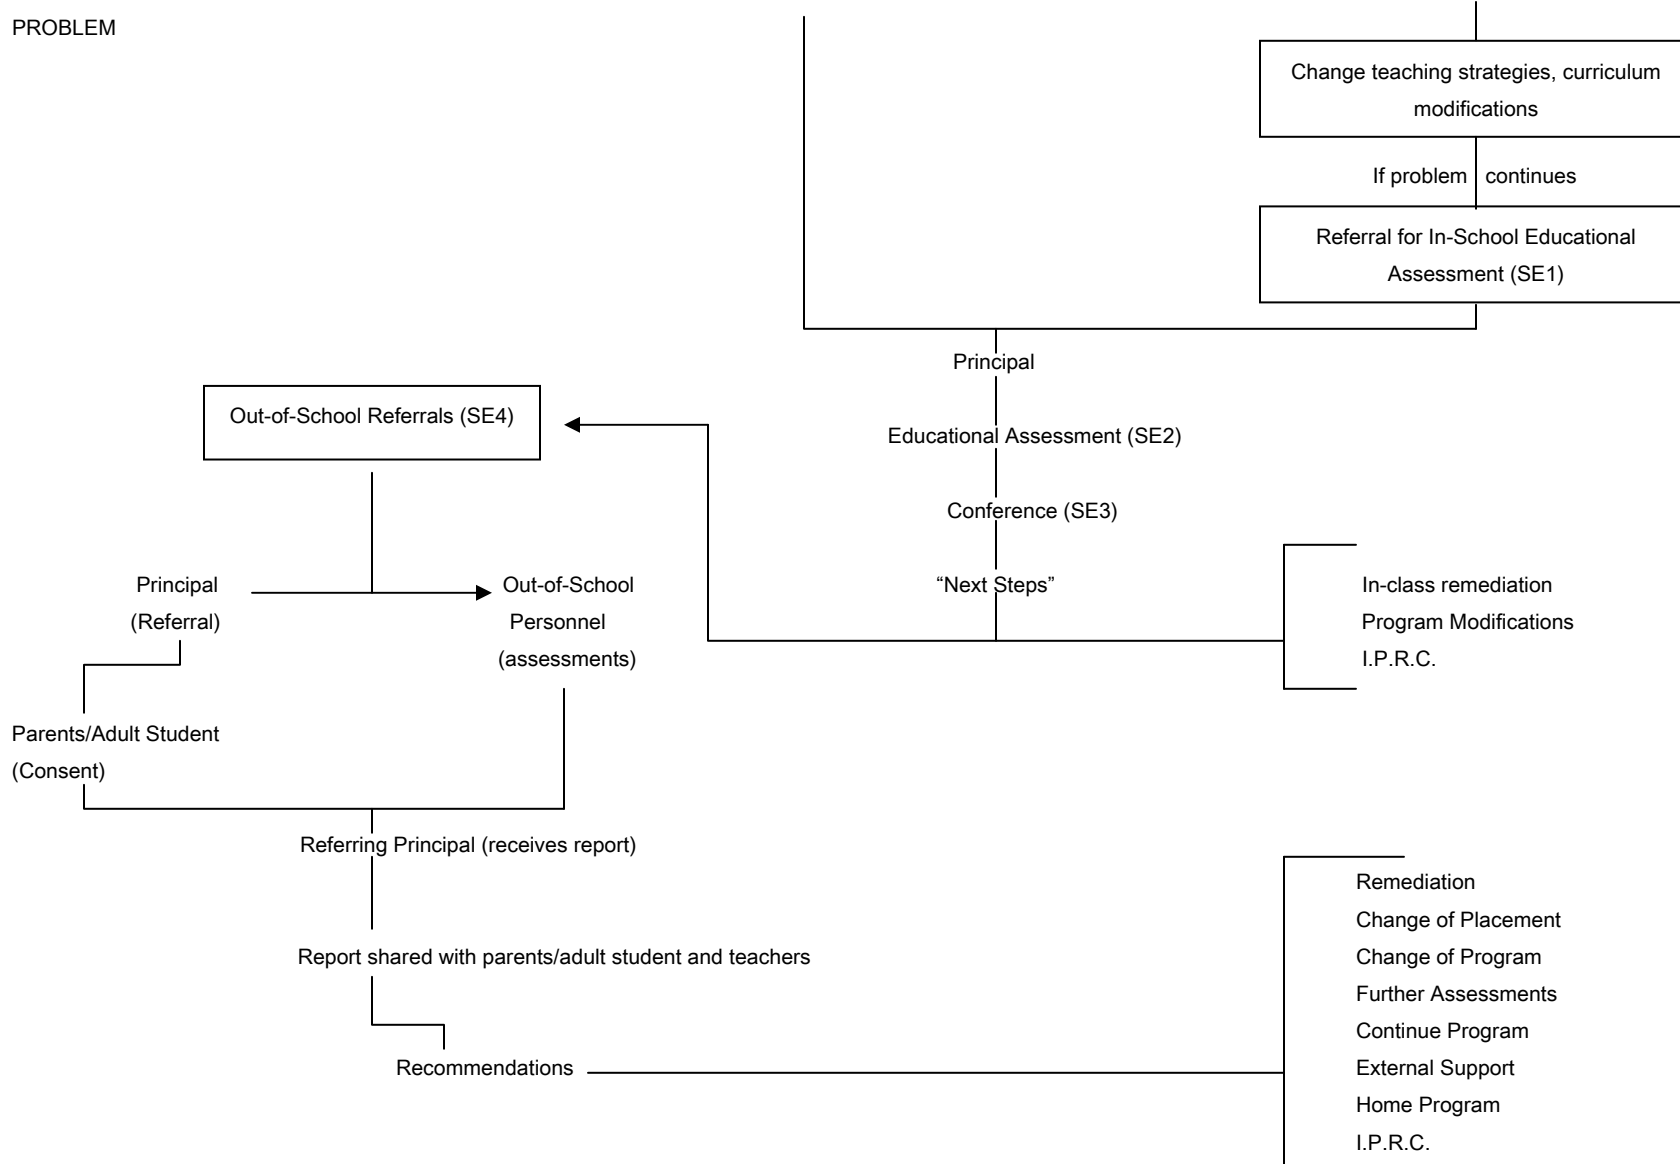 PROBLEM
Change teaching strategies, curriculum
modifications
If problem continues
Referral for In-School Educational
Assessment (SE1)
Principal
Educational Assessment (SE2)
Conference (SE3)
“Next Steps”
In-class remediation
Program Modifications
I.P.R.C.
Out-of-School Referrals (SE4)
Principal
(Referral)
Out-of-School
Personnel
(assessments)
Parents/Adult Student
(Consent)
Referring Principal (receives report)
Report shared with parents/adult student and teachers
Recommendations
Remediation
Change of Placement
Change of Program
Further Assessments
Continue Program
External Support
Home Program
I.P.R.C.